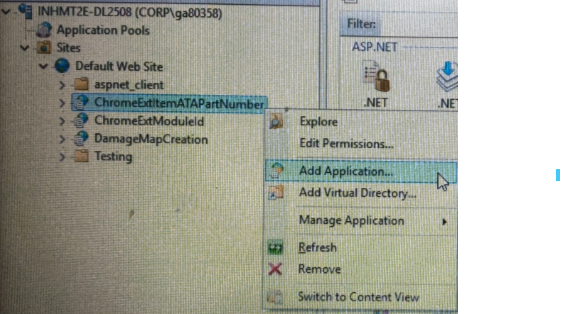 INHMT2E-DL2508 (CORP\ga80358)
Application Pools
Sites
Default Web Site
aspnet_client
ChromeExtItemATAPartNumber
ChromeExtModuleId
DamageMapCreation
Testing
Filter:
ASP.NET
.NET
.NET
Explore
Edit Permissions...
Add Application...
Add Virtual Directory...
Manage Application
Refresh
Remove
Switch to Content View